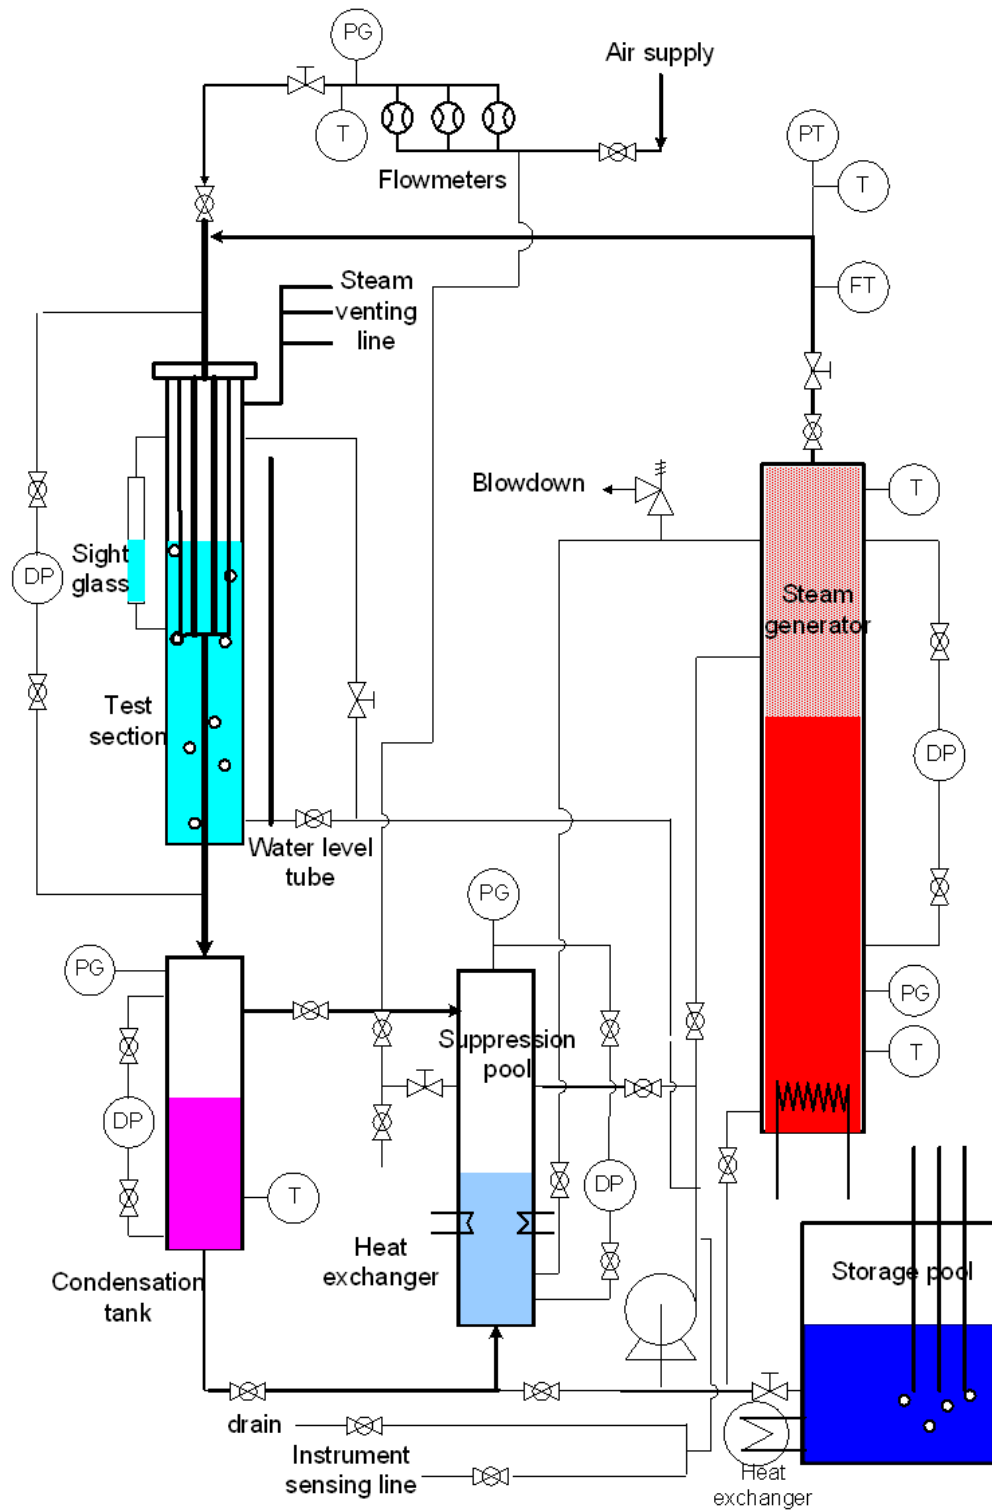 PG
Air supply
T
PT
T
Flowmeters
FT
Steam
venting
line
Blowdown
T
Sight
glass
DP
Steam
generator
Test
section
DP
Water level
tube
PG
PG
PG
Suppression
pool
T
DP
DP
T
Heat
exchanger
Storage pool
Condensation
tank
drain
Instrument
sensing line
Heat
exchanger